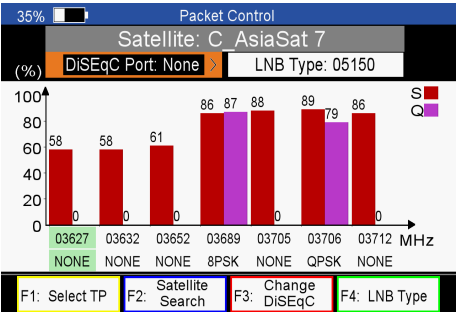 35% Packet Control
Satellite: C_AsiaSat 7
DiSEqC Port: None > LNB Type: 05150
(%)
100 S
80 Q
60
40
20
0
58 0 58 0 61 0 86 87 88 0 89 79 86 0
03627 03632 03652 03689 03705 03706 03712 MHz
NONE NONE NONE 8PSK NONE QPSK NONE
F1: Select TP F2: Satellite Search F3: Change DiSEqC F4: LNB Type